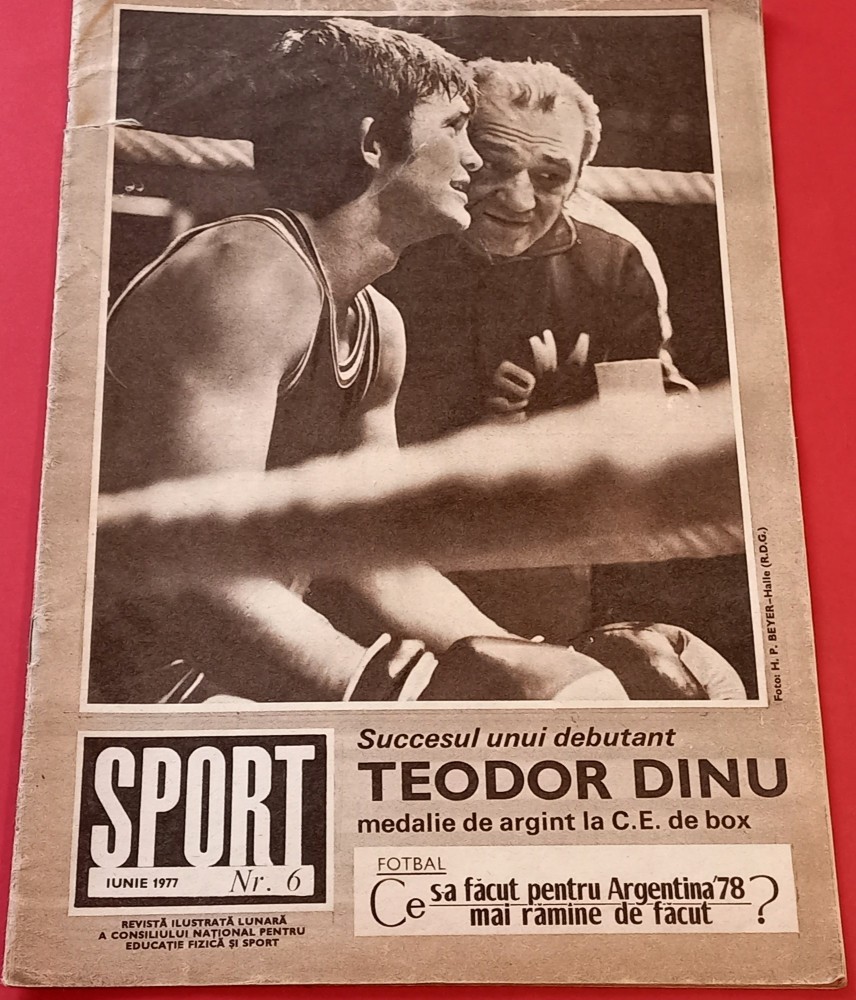 Foto: H. P. BEYER–Halle (R.D.G.)
SPORT
IUNIE 1977 Nr. 6
REVISTĂ ILUSTRATĂ LUNARĂ
A CONSILIULUI NAȚIONAL PENTRU
EDUCAȚIE FIZICĂ ȘI SPORT
Succesul unui debutant
TEODOR DINU
medalie de argint la C.E. de box
FOTBAL
Ce sa făcut pentru Argentina'78 ?
mai rămîne de făcut